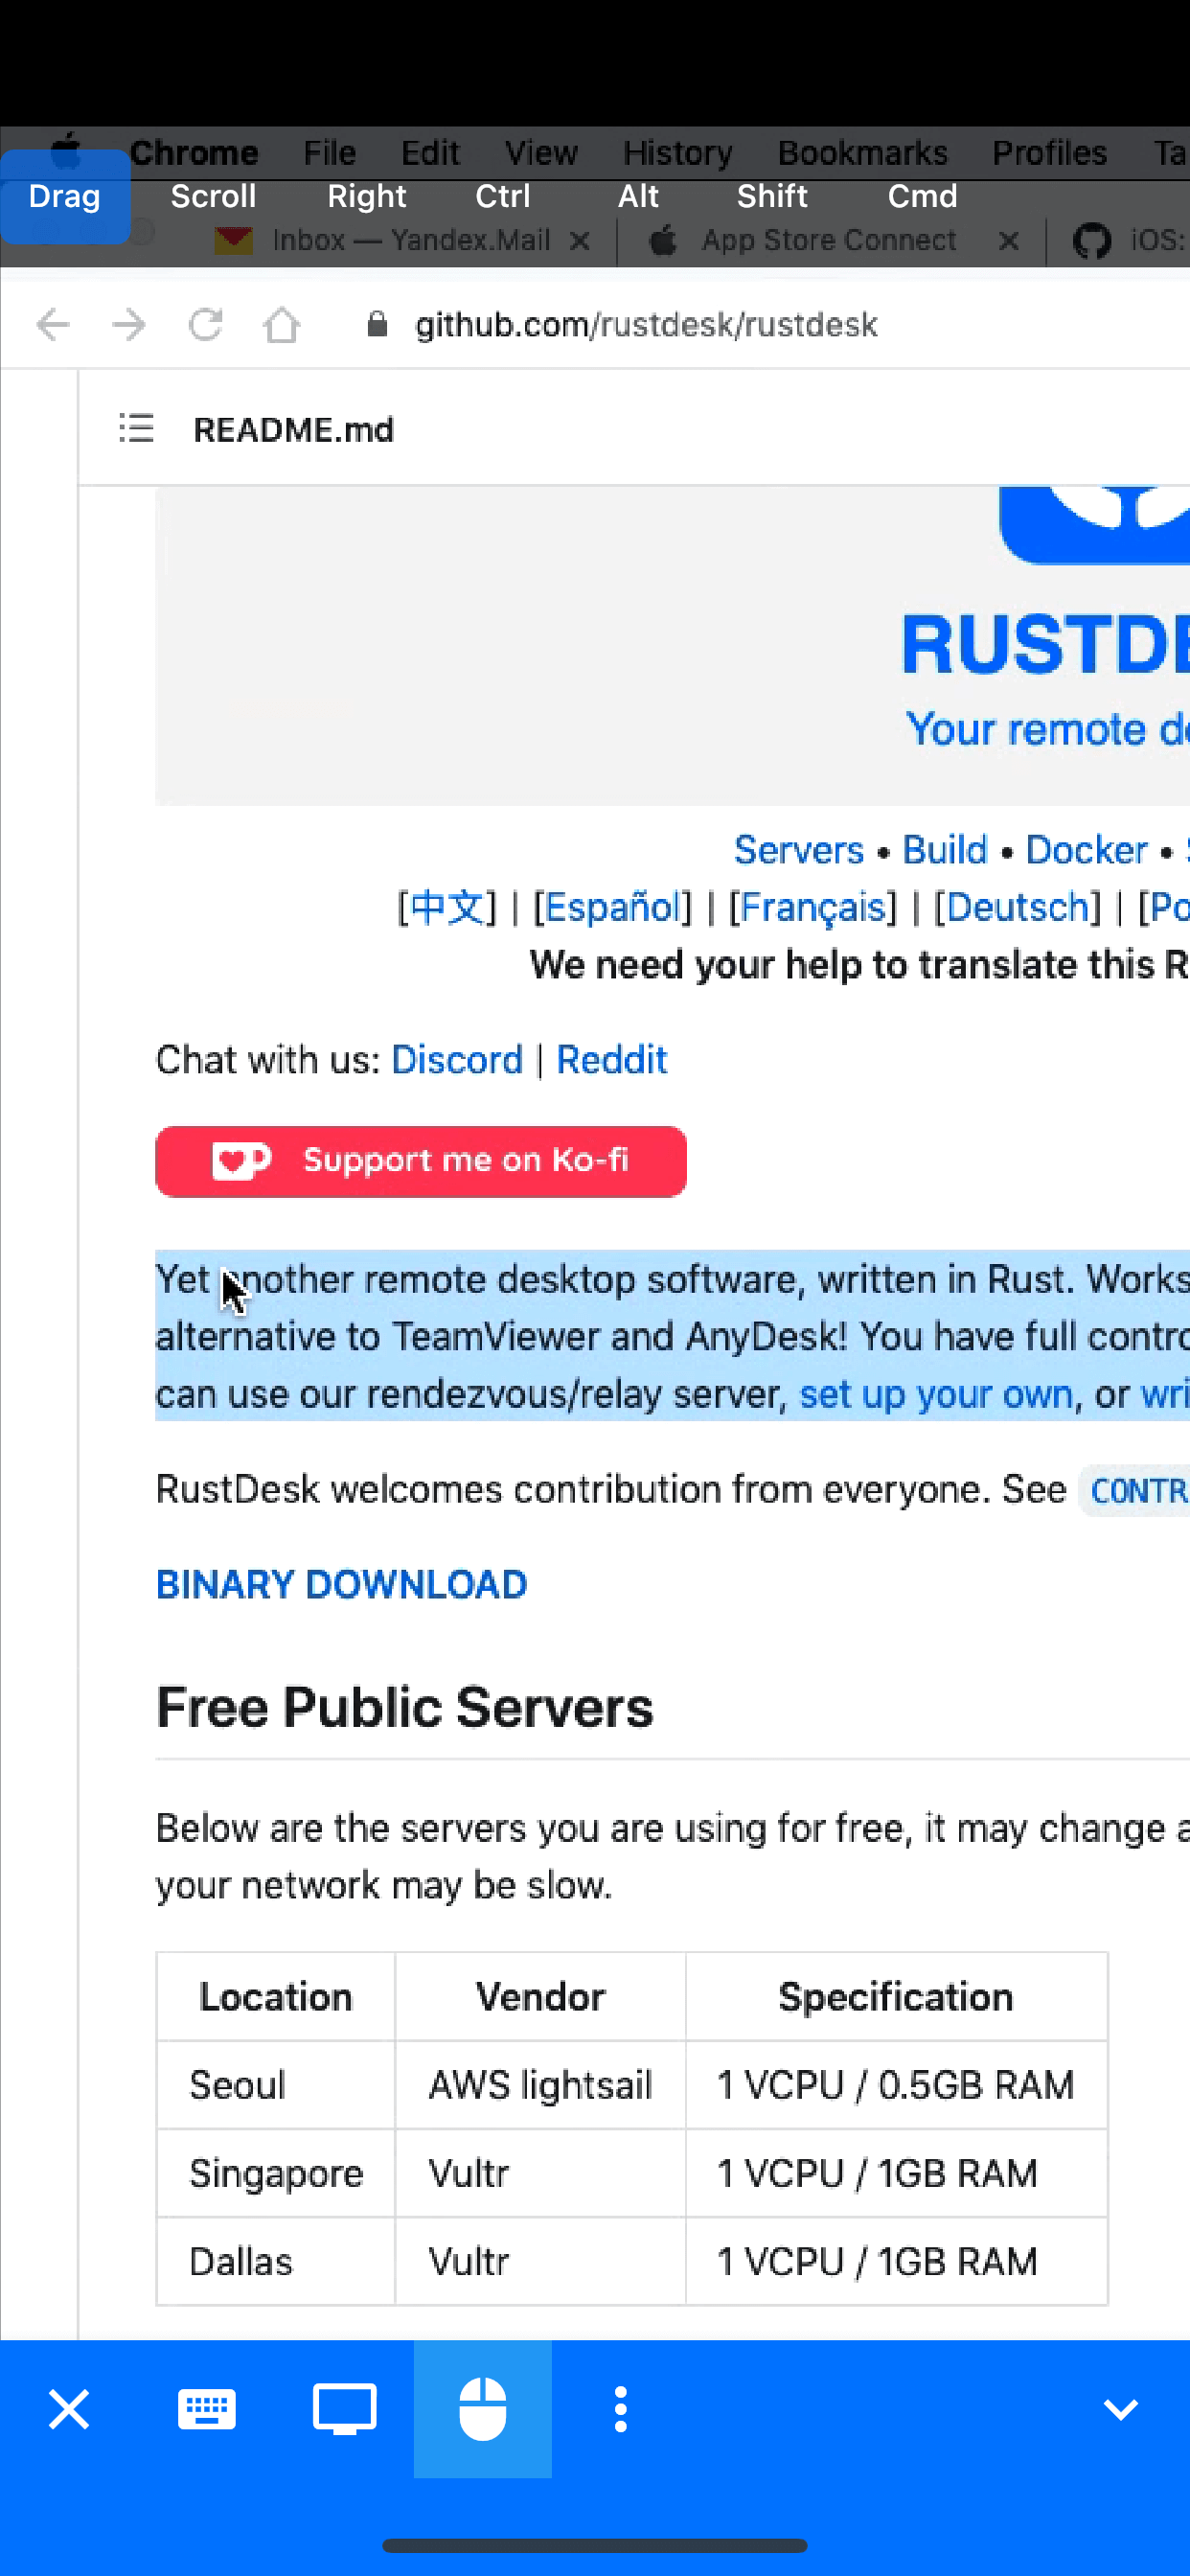 Chrome File Edit View History Bookmarks Profiles Ta
Drag Scroll Right Ctrl Alt Shift Cmd
Inbox — Yandex.Mail App Store Connect iOS:
github.com/rustdesk/rustdesk
README.md
RUSTDE
Your remote de
Servers • Build • Docker •
[中文] | [Español] | [Français] | [Deutsch] | [Po
We need your help to translate this R
Chat with us: Discord | Reddit
Support me on Ko-fi
Yet another remote desktop software, written in Rust. Works
alternative to TeamViewer and AnyDesk! You have full contro
can use our rendezvous/relay server, set up your own, or wri
RustDesk welcomes contribution from everyone. See CONTR
BINARY DOWNLOAD
Free Public Servers
Below are the servers you are using for free, it may change a
your network may be slow.
Location Vendor Specification
Seoul AWS lightsail 1 VCPU / 0.5GB RAM
Singapore Vultr 1 VCPU / 1GB RAM
Dallas Vultr 1 VCPU / 1GB RAM